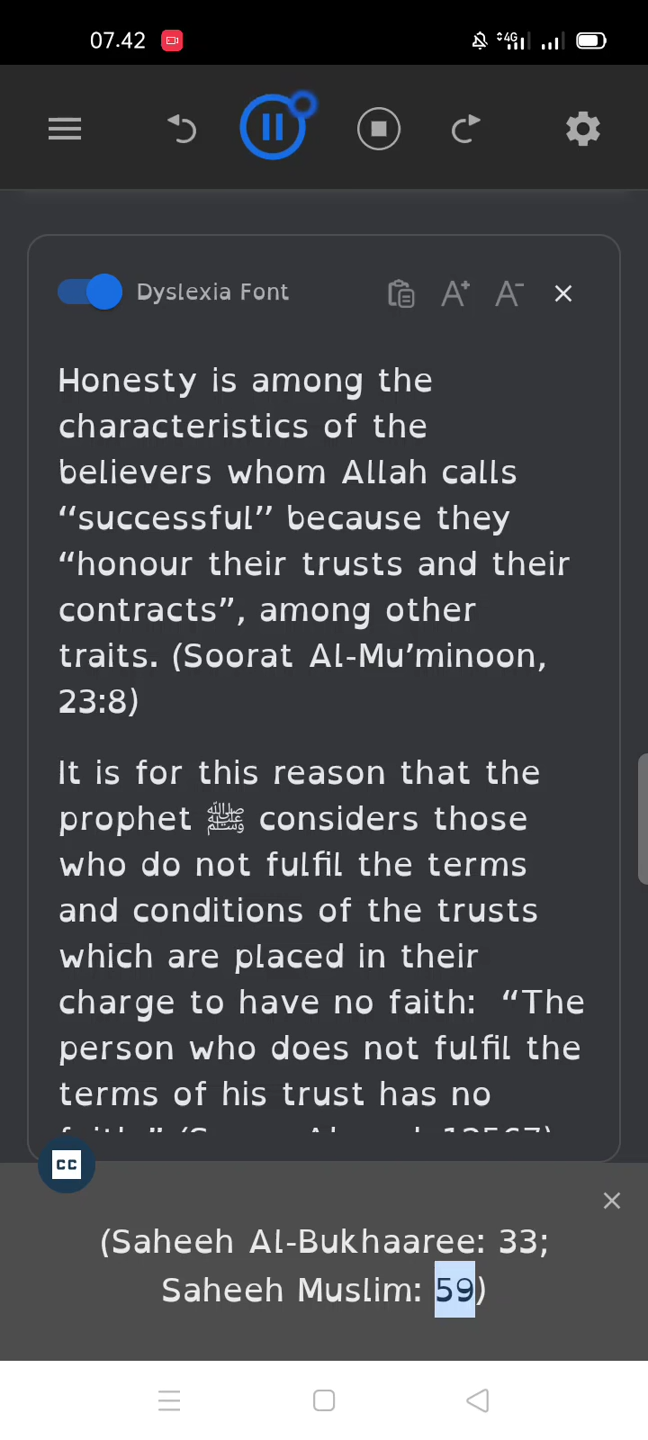 07.42
4G
Dyslexia Font
A+ A-
Honesty is among the
characteristics of the
believers whom Allah calls
‘‘successful’’ because they
“honour their trusts and their
contracts”, among other
traits. (Soorat Al-Mu’minoon,
23:8)
It is for this reason that the
prophet ﷺ considers those
who do not fulfil the terms
and conditions of the trusts
which are placed in their
charge to have no faith: “The
person who does not fulfil the
terms of his trust has no
CC
(Saheeh Al-Bukhaaree: 33;
Saheeh Muslim: 59)